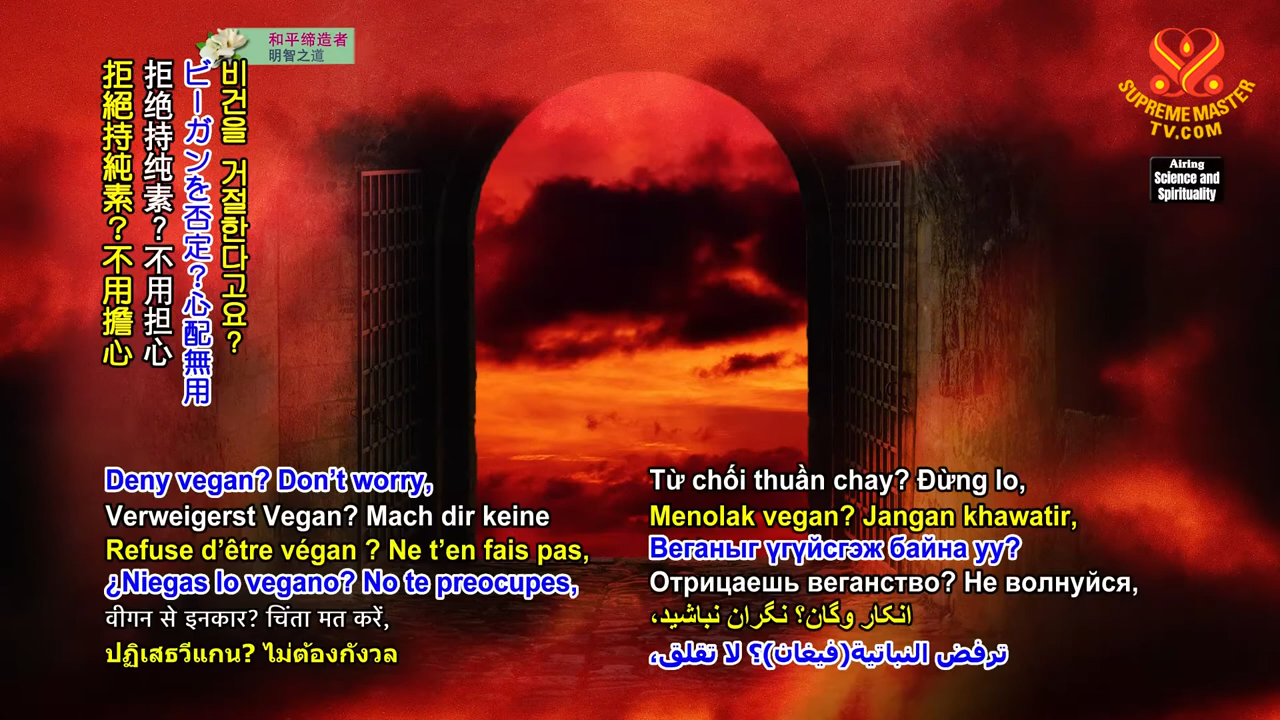 和平缔造者
明智之道
비건을 거절한다고요?
ビーガンを否定?心配無用
拒绝持纯素?不用担心
拒絕持純素?不用擔心
SUPREME MASTER
TV.COM
Airing
Science and
Spirituality
Deny vegan? Don't worry,
Verweigerst Vegan? Mach dir keine
Refuse d'être végan ? Ne t'en fais pas,
¿Niegas lo vegano? No te preocupes,
वीगन से इनकार? चिंता मत करें,
ปฏิเสธวีแกน? ไม่ต้องกังวล
Từ chối thuần chay? Đừng lo,
Menolak vegan? Jangan khawatir,
Веганыг үгүйсгэж байна уу?
Отрицаешь веганство? Не волнуйся,
انکار وگان؟ نگران نباشید،
ترفض النباتية(فيغان)؟ لا تقلق،